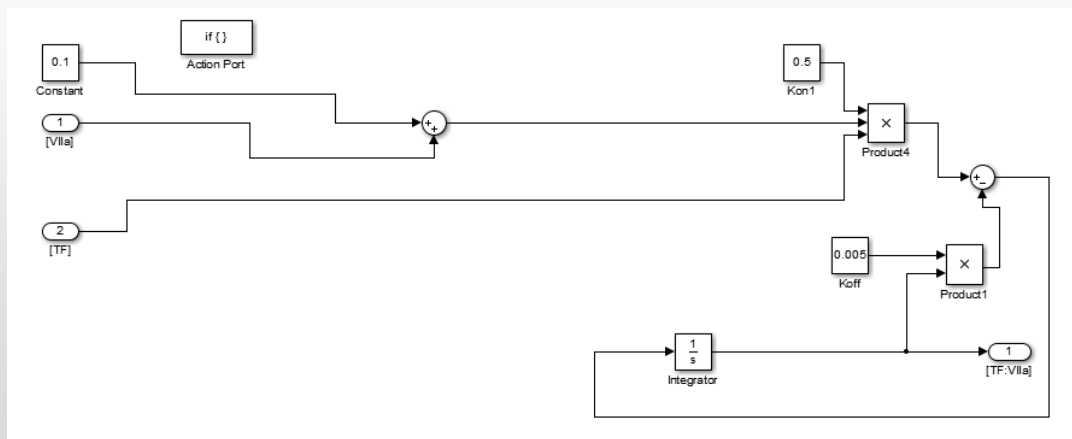 if { }
Action Port
0.1
Constant
1
[VIIa]
+
+
0.5
Kon1
×
Product4
+
−
2
[TF]
0.005
Koff
×
Product1
1
s
Integrator
1
[TF:VIIa]